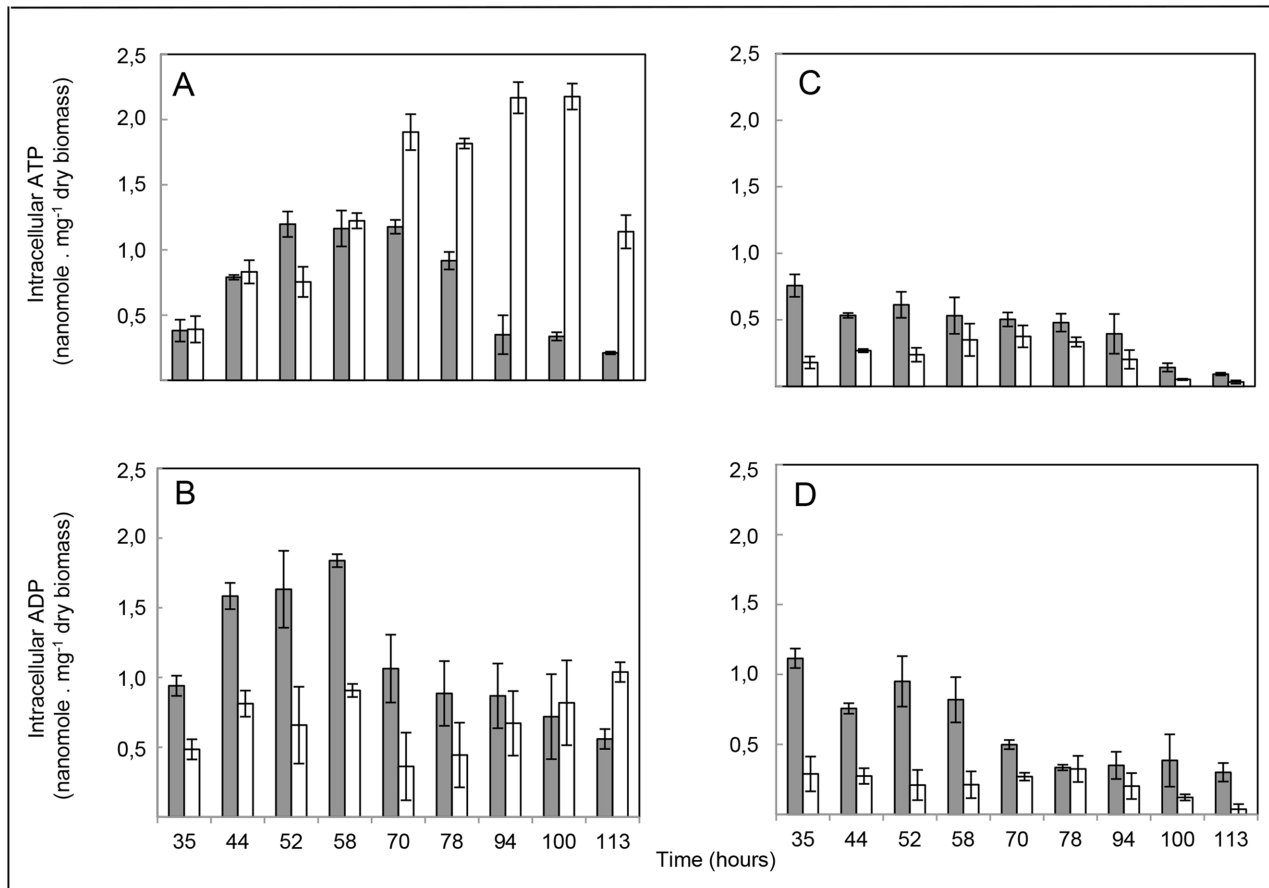 A
2,5
2,0
1,5
1,0
0,5
Intracellular ATP
(nanomole . mg⁻¹ dry biomass)
C
2,5
2,0
1,5
1,0
0,5
B
2,5
2,0
1,5
1,0
0,5
Intracellular ADP
(nanomole . mg⁻¹ dry biomass)
35 44 52 58 70 78 94 100 113
D
2,5
2,0
1,5
1,0
0,5
35 44 52 58 70 78 94 100 113
Time (hours)